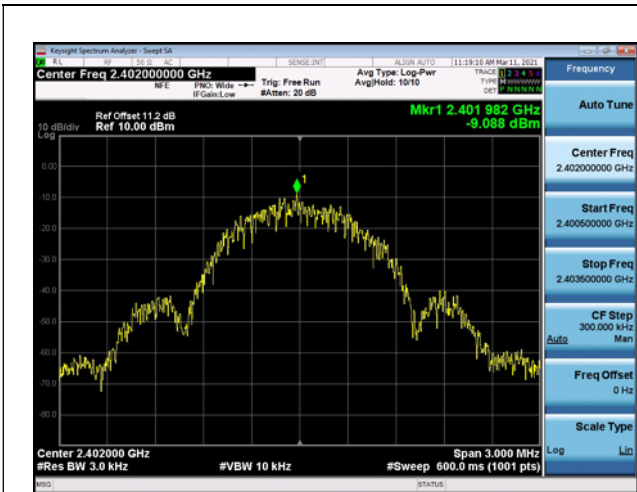 Keysight Spectrum Analyzer - Swept SA
RL RF 50 Ω AC SENSE:INT ALIGN AUTO 11:19:10 AM Mar 11, 2021
Center Freq 2.402000000 GHz
NFE
PNO: Wide
IFGain:Low
Trig: Free Run
#Atten: 20 dB
Avg Type: Log-Pwr
Avg|Hold: 10/10
TRACE 1 2 3 4 5 6
TYPE M WWWWW
DET P N N N N N
Ref Offset 11.2 dB
10 dB/div Ref 10.00 dBm
Log
Mkr1 2.401 982 GHz
-9.088 dBm
0.00
1
-10.0
-20.0
-30.0
-40.0
-50.0
-60.0
-70.0
-80.0
Center 2.402000 GHz Span 3.000 MHz
#Res BW 3.0 kHz #VBW 10 kHz #Sweep 600.0 ms (1001 pts)
MSG STATUS
Frequency
Auto Tune
Center Freq
2.402000000 GHz
Start Freq
2.400500000 GHz
Stop Freq
2.403500000 GHz
CF Step
300.000 kHz
Auto Man
Freq Offset
0 Hz
Scale Type
Log Lin